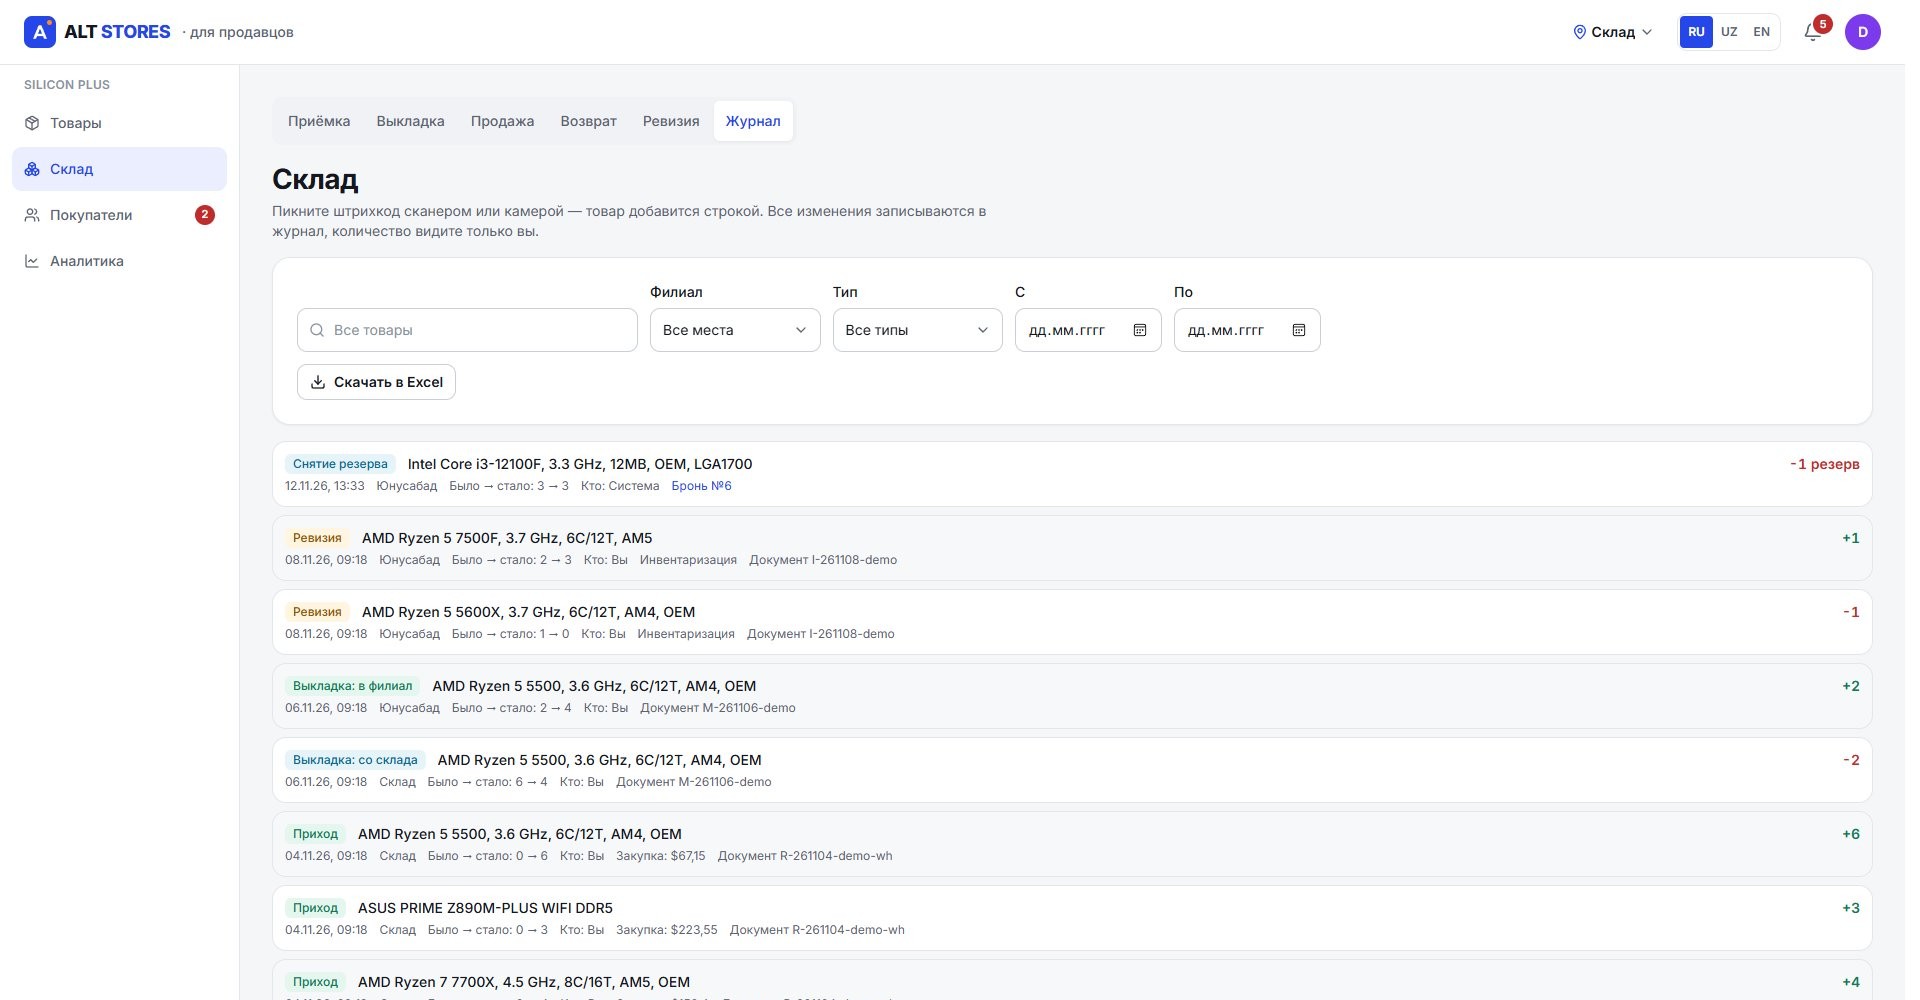 A ALT STORES · для продавцов
Склад RU UZ EN 5 D
SILICON PLUS
Товары
Склад
Покупатели 2
Аналитика
Приёмка Выкладка Продажа Возврат Ревизия Журнал
Склад
Пикните штрихкод сканером или камерой — товар добавится строкой. Все изменения записываются в
журнал, количество видите только вы.
Филиал Тип С По
Все товары Все места Все типы дд.мм.гггг дд.мм.гггг
Скачать в Excel
Снятие резерва Intel Core i3-12100F, 3.3 GHz, 12MB, OEM, LGA1700 -1 резерв
12.11.26, 13:33 Юнусабад Было → стало: 3 → 3 Кто: Система Бронь №6
Ревизия AMD Ryzen 5 7500F, 3.7 GHz, 6C/12T, AM5 +1
08.11.26, 09:18 Юнусабад Было → стало: 2 → 3 Кто: Вы Инвентаризация Документ I-261108-demo
Ревизия AMD Ryzen 5 5600X, 3.7 GHz, 6C/12T, AM4, OEM -1
08.11.26, 09:18 Юнусабад Было → стало: 1 → 0 Кто: Вы Инвентаризация Документ I-261108-demo
Выкладка: в филиал AMD Ryzen 5 5500, 3.6 GHz, 6C/12T, AM4, OEM +2
06.11.26, 09:18 Юнусабад Было → стало: 2 → 4 Кто: Вы Документ M-261106-demo
Выкладка: со склада AMD Ryzen 5 5500, 3.6 GHz, 6C/12T, AM4, OEM -2
06.11.26, 09:18 Склад Было → стало: 6 → 4 Кто: Вы Документ M-261106-demo
Приход AMD Ryzen 5 5500, 3.6 GHz, 6C/12T, AM4, OEM +6
04.11.26, 09:18 Склад Было → стало: 0 → 6 Кто: Вы Закупка: $67,15 Документ R-261104-demo-wh
Приход ASUS PRIME Z890M-PLUS WIFI DDR5 +3
04.11.26, 09:18 Склад Было → стало: 0 → 3 Кто: Вы Закупка: $223,55 Документ R-261104-demo-wh
Приход AMD Ryzen 7 7700X, 4.5 GHz, 8C/16T, AM5, OEM +4